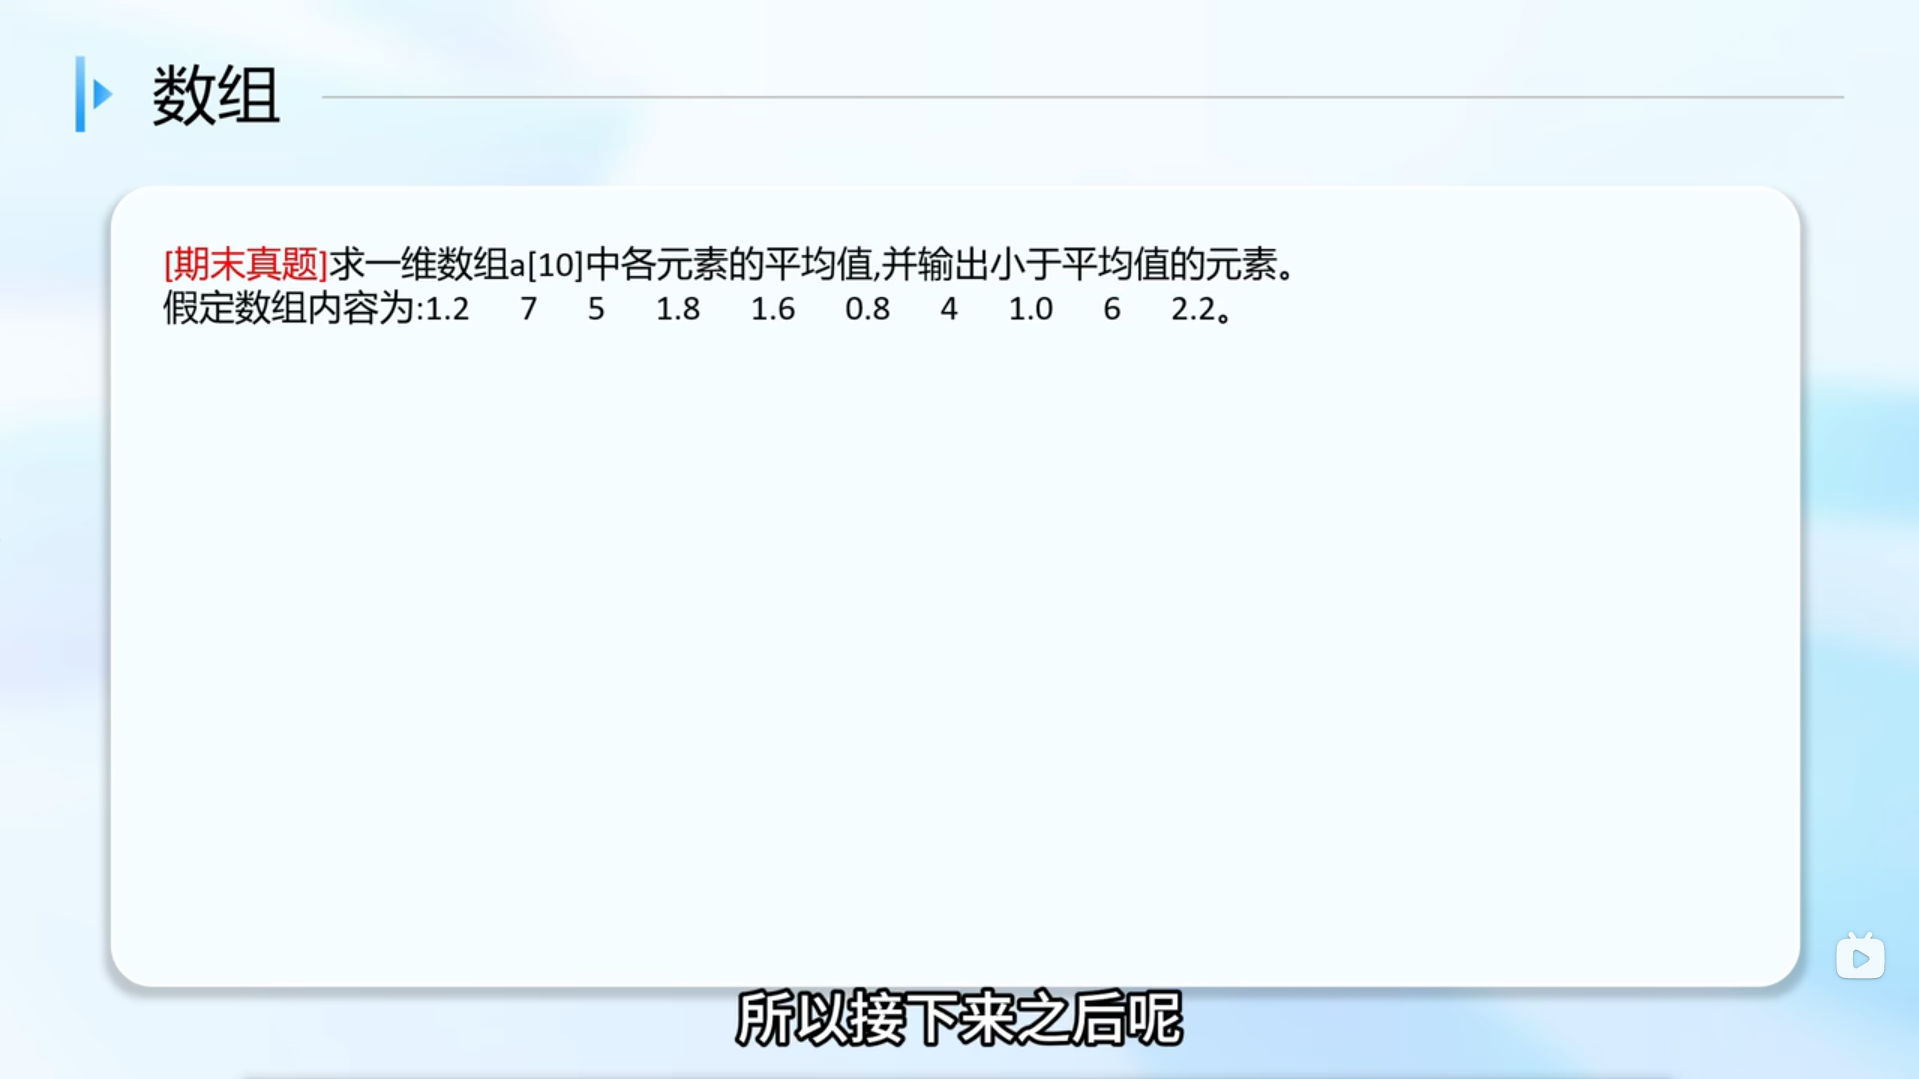 数组
[期末真题]求一维数组a[10]中各元素的平均值,并输出小于平均值的元素。
假定数组内容为:1.2 7 5 1.8 1.6 0.8 4 1.0 6 2.2。
所以接下来之后呢